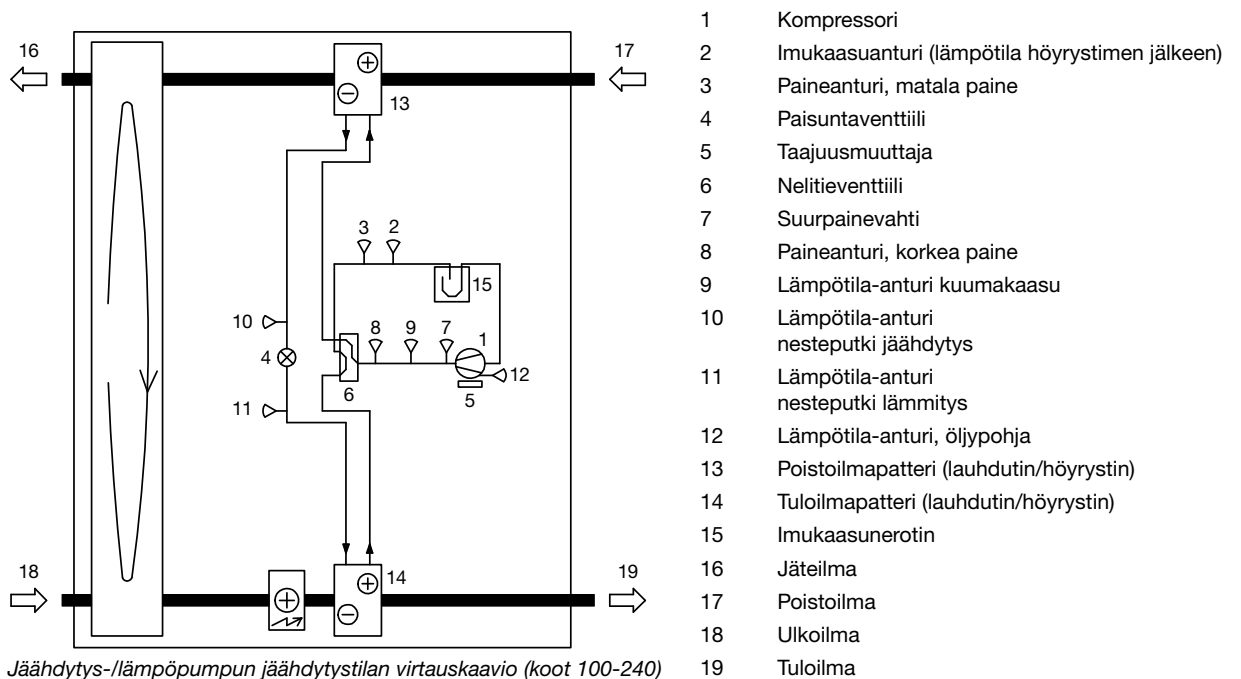 16
17
13
3
2
15
10
8
9
7
1
4
12
6
5
11
18
14
19
Jäähdytys-/lämpöpumpun jäähdytystilan virtauskaavio (koot 100-240)
1 Kompressori
2 Imukaasuanturi (lämpötila höyrystimen jälkeen)
3 Paineanturi, matala paine
4 Paisuntaventtiili
5 Taajuusmuuttaja
6 Nelitieventtiili
7 Suurpainevahti
8 Paineanturi, korkea paine
9 Lämpötila-anturi kuumakaasu
10 Lämpötila-anturi
nesteputki jäähdytys
11 Lämpötila-anturi
nesteputki lämmitys
12 Lämpötila-anturi, öljypohja
13 Poistoilmapatteri (lauhdutin/höyrystin)
14 Tuloilmapatteri (lauhdutin/höyrystin)
15 Imukaasunerotin
16 Jäteilma
17 Poistoilma
18 Ulkoilma
19 Tuloilma